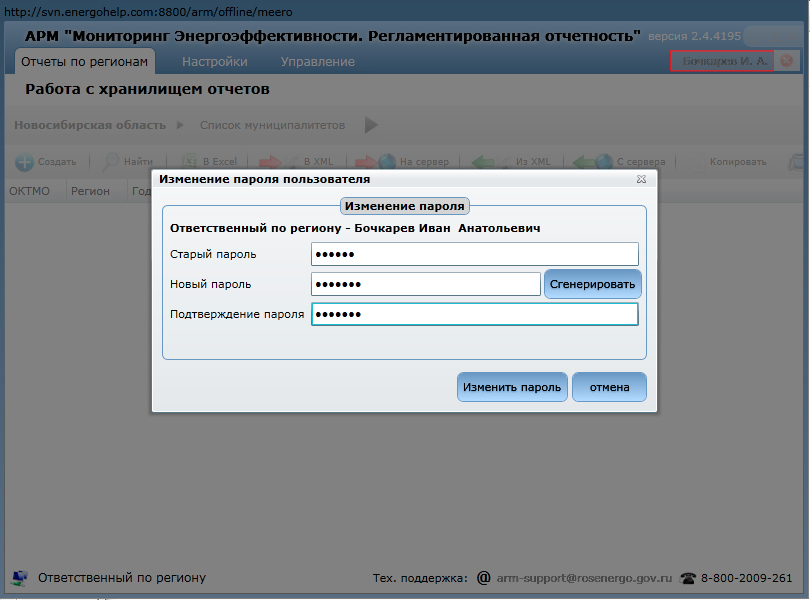 http://svn.energohelp.com:8800/arm/offline/meero
АРМ "Мониторинг Энергоэффективности. Регламентированная отчетность" версия 2.4.4195
Отчеты по регионам Настройки Управление Бочкарев И. А.
Работа с хранилищем отчетов
Новосибирская область Список муниципалитетов
Создать Найти В Excel В XML На сервер Из XML С сервера Копировать
ОКТМО Регион Год
Изменение пароля пользователя
Изменение пароля
Ответственный по региону - Бочкарев Иван Анатольевич
Старый пароль ••••••
Новый пароль ••••••• Сгенерировать
Подтверждение пароля •••••••
Изменить пароль отмена
Ответственный по региону Тех. поддержка: @ arm-support@rosenergo.gov.ru 8-800-2009-261